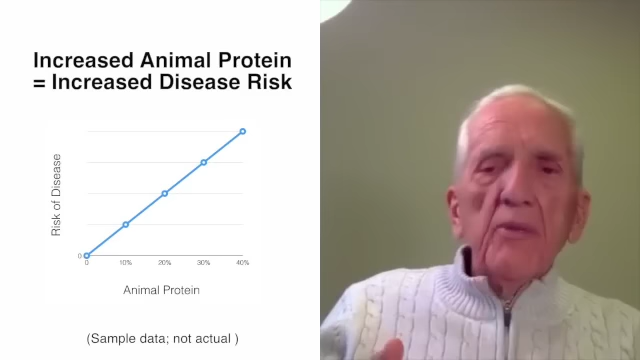 Increased Animal Protein
= Increased Disease Risk
Risk of Disease
0
0 10% 20% 30% 40%
Animal Protein
(Sample data; not actual )